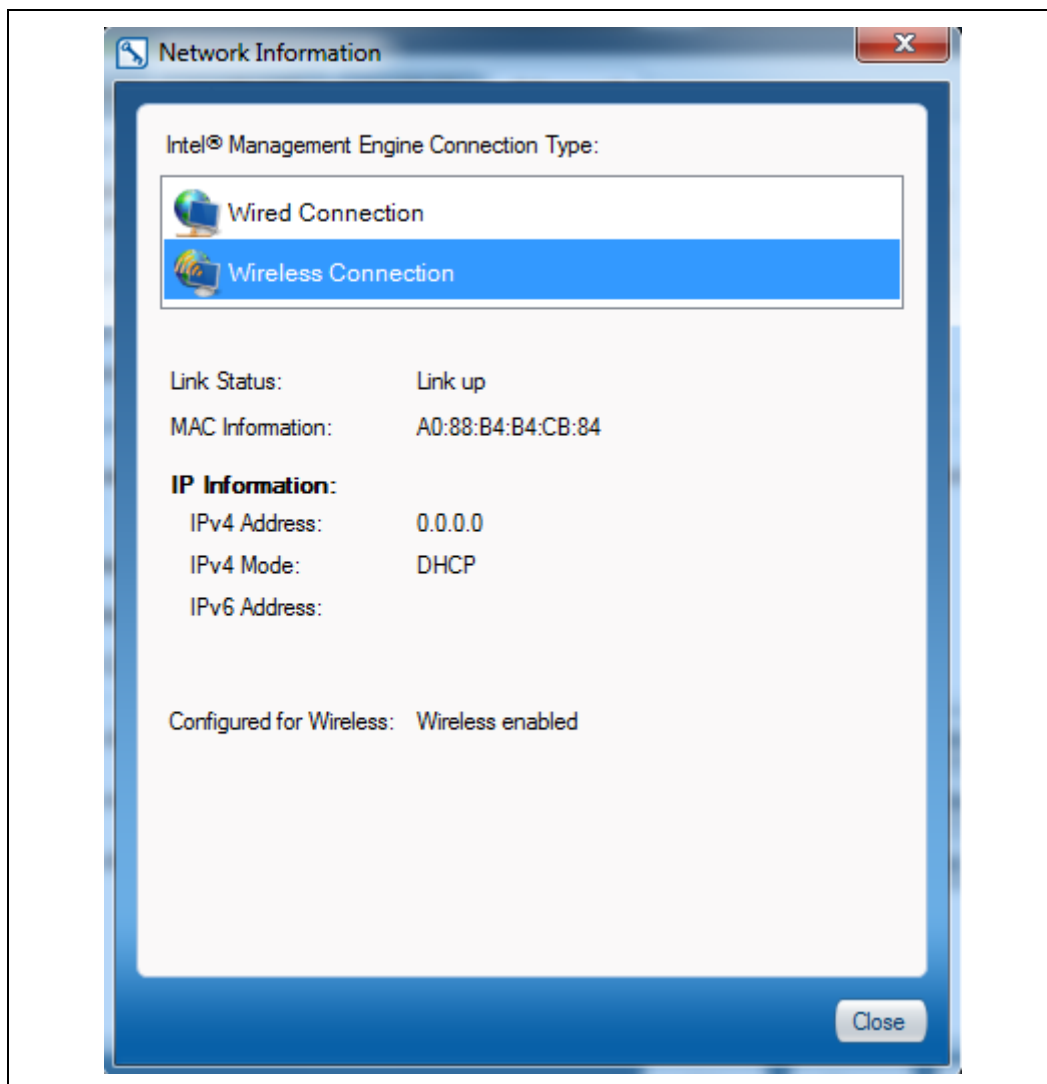 Network Information
Intel® Management Engine Connection Type:
Wired Connection
Wireless Connection
Link Status: Link up
MAC Information: A0:88:B4:B4:CB:84
IP Information:
IPv4 Address: 0.0.0.0
IPv4 Mode: DHCP
IPv6 Address:
Configured for Wireless: Wireless enabled
Close